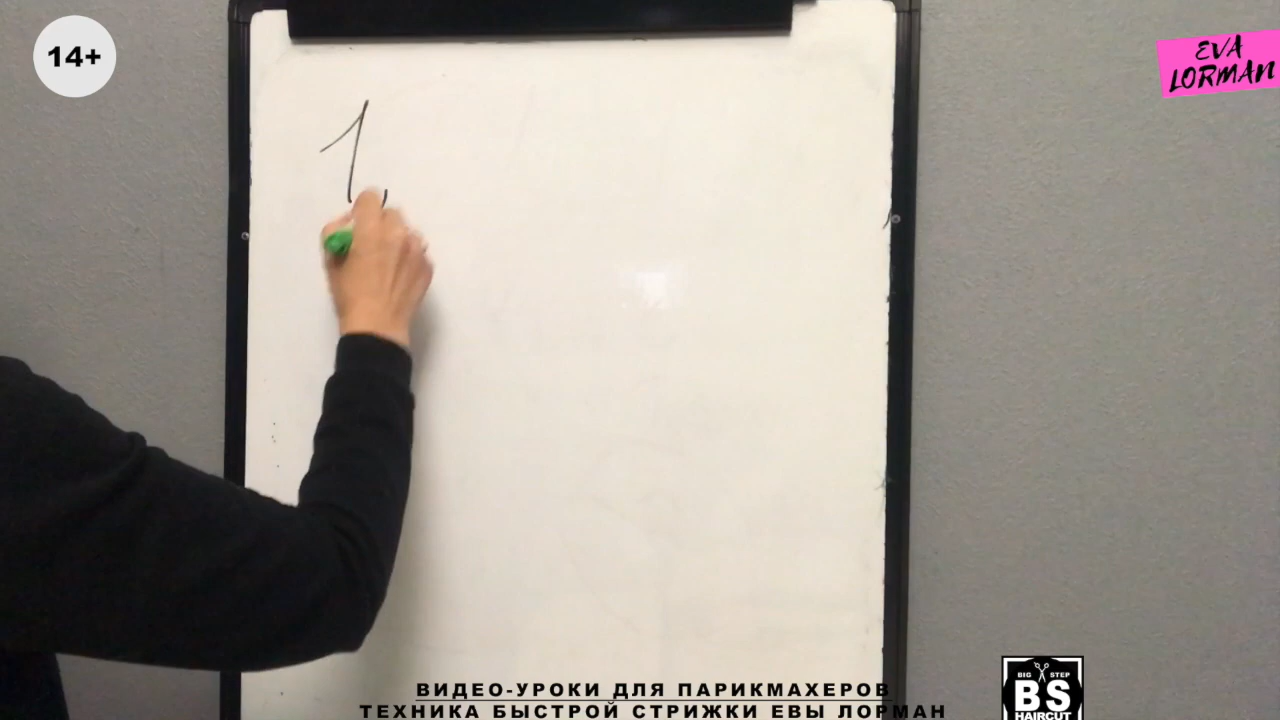 14+
EVA
LORMAN
1,
ВИДЕО-УРОКИ ДЛЯ ПАРИКМАХЕРОВ
ТЕХНИКА БЫСТРОЙ СТРИЖКИ ЕВЫ ЛОРМАН
BIG STEP
BS
HAIRCUT